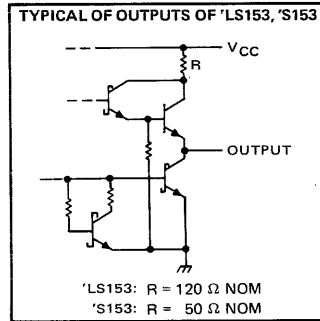 TYPICAL OF OUTPUTS OF 'LS153, 'S153
VCC
R
OUTPUT
'LS153: R = 120 Ω NOM
'S153: R = 50 Ω NOM